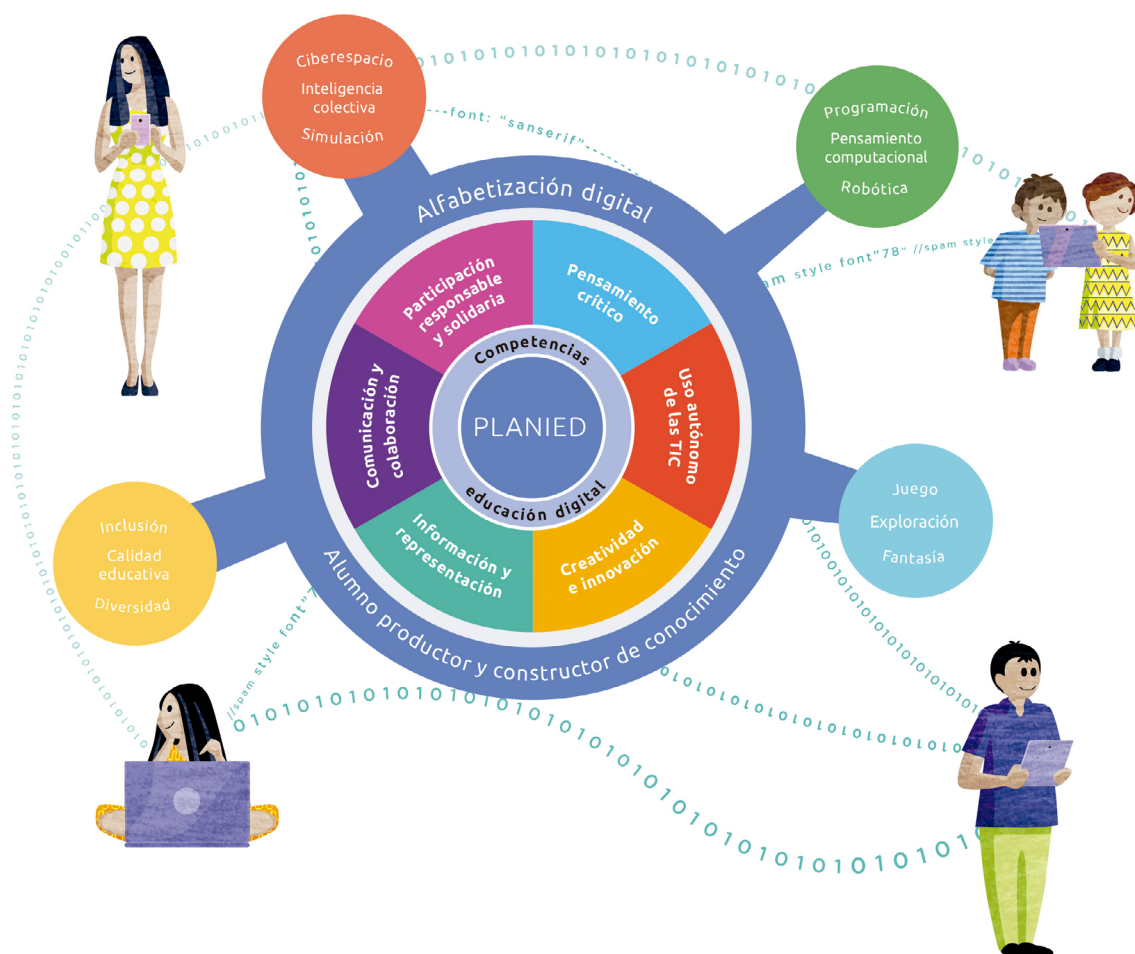 Ciberespacio
Inteligencia
colectiva
Simulación
Programación
Pensamiento
computacional
Robótica
Juego
Exploración
Fantasía
Inclusión
Calidad
educativa
Diversidad
Alfabetización digital
Alumno productor y constructor de conocimiento
Participación
responsable
y solidaria
Pensamiento
crítico
Uso autónomo
de las TIC
Creatividad
e innovación
Información y
representación
Comunicación y
colaboración
Competencias
educación digital
PLANIED
font: "sanserif"
am style font"78" //spam style
//spam style font"7